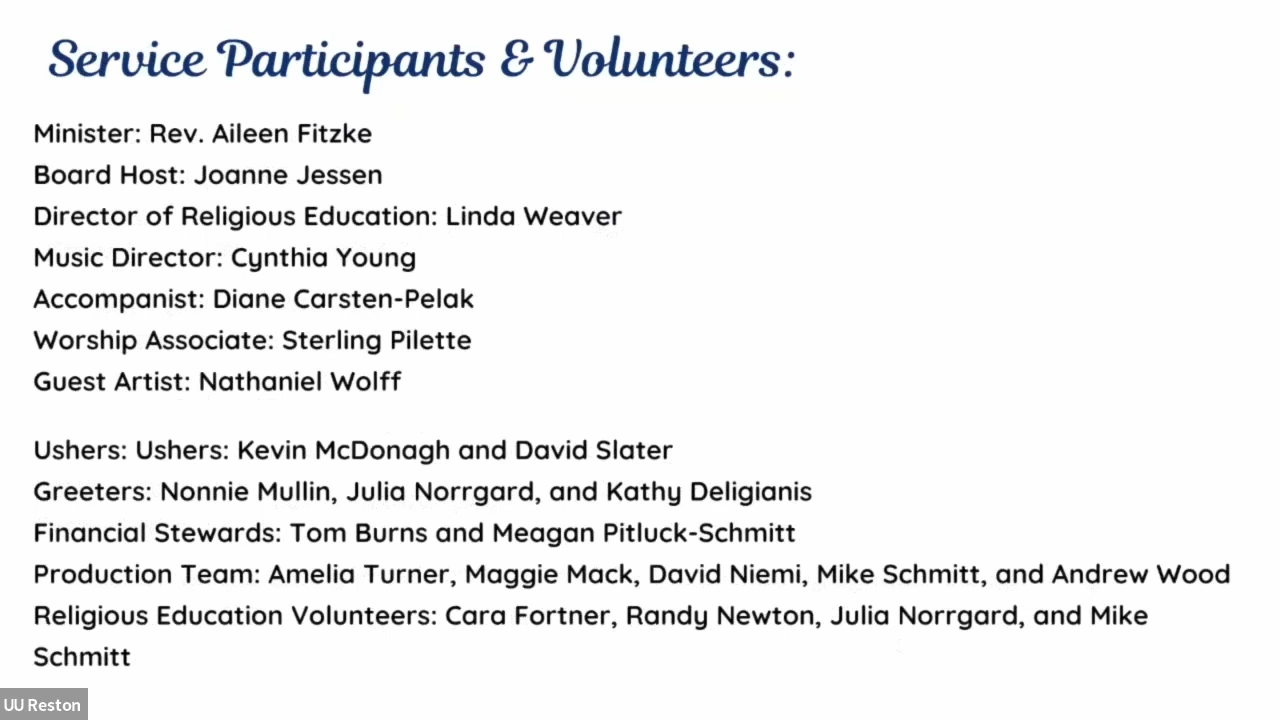 Service Participants & Volunteers:
Minister: Rev. Aileen Fitzke
Board Host: Joanne Jessen
Director of Religious Education: Linda Weaver
Music Director: Cynthia Young
Accompanist: Diane Carsten-Pelak
Worship Associate: Sterling Pilette
Guest Artist: Nathaniel Wolff
Ushers: Ushers: Kevin McDonagh and David Slater
Greeters: Nonnie Mullin, Julia Norrgard, and Kathy Deligianis
Financial Stewards: Tom Burns and Meagan Pitluck-Schmitt
Production Team: Amelia Turner, Maggie Mack, David Niemi, Mike Schmitt, and Andrew Wood
Religious Education Volunteers: Cara Fortner, Randy Newton, Julia Norrgard, and Mike
Schmitt
UU Reston